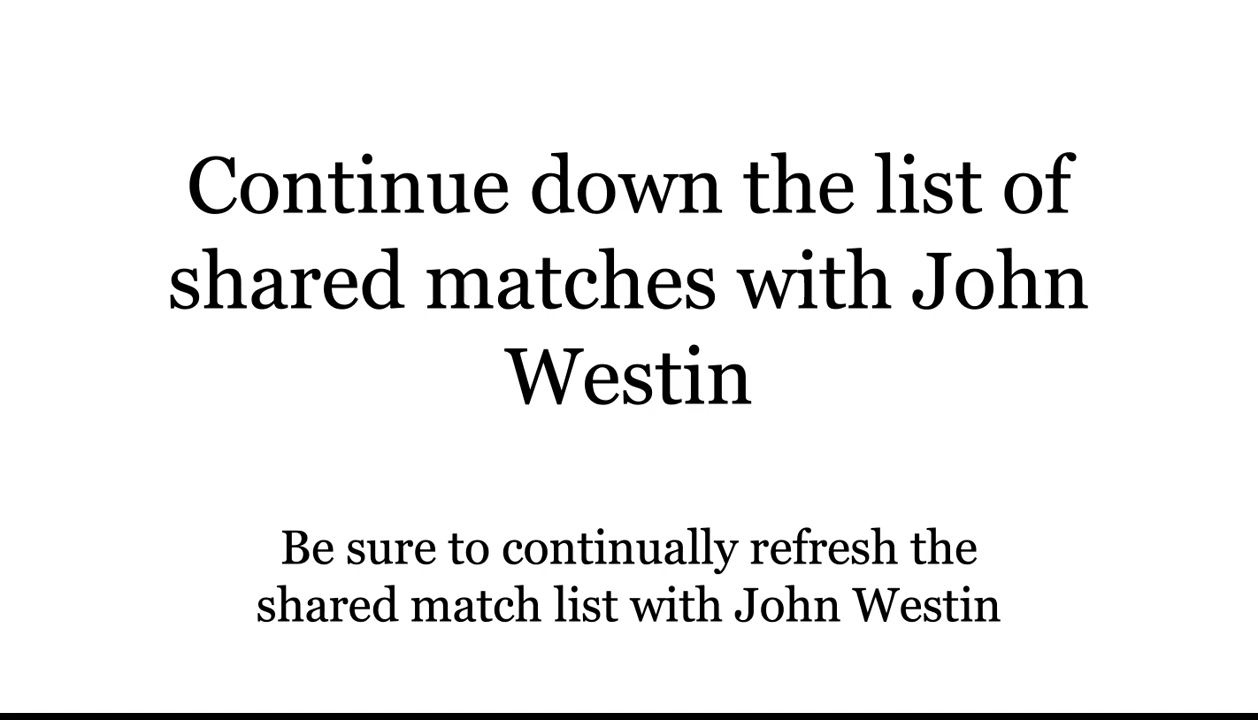 Continue down the list of
shared matches with John
Westin
Be sure to continually refresh the
shared match list with John Westin